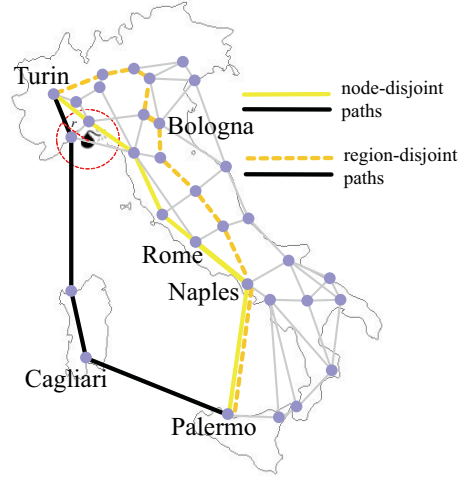 Turin
node-disjoint
paths
r
Bologna
region-disjoint
paths
Rome
Naples
Cagliari
Palermo